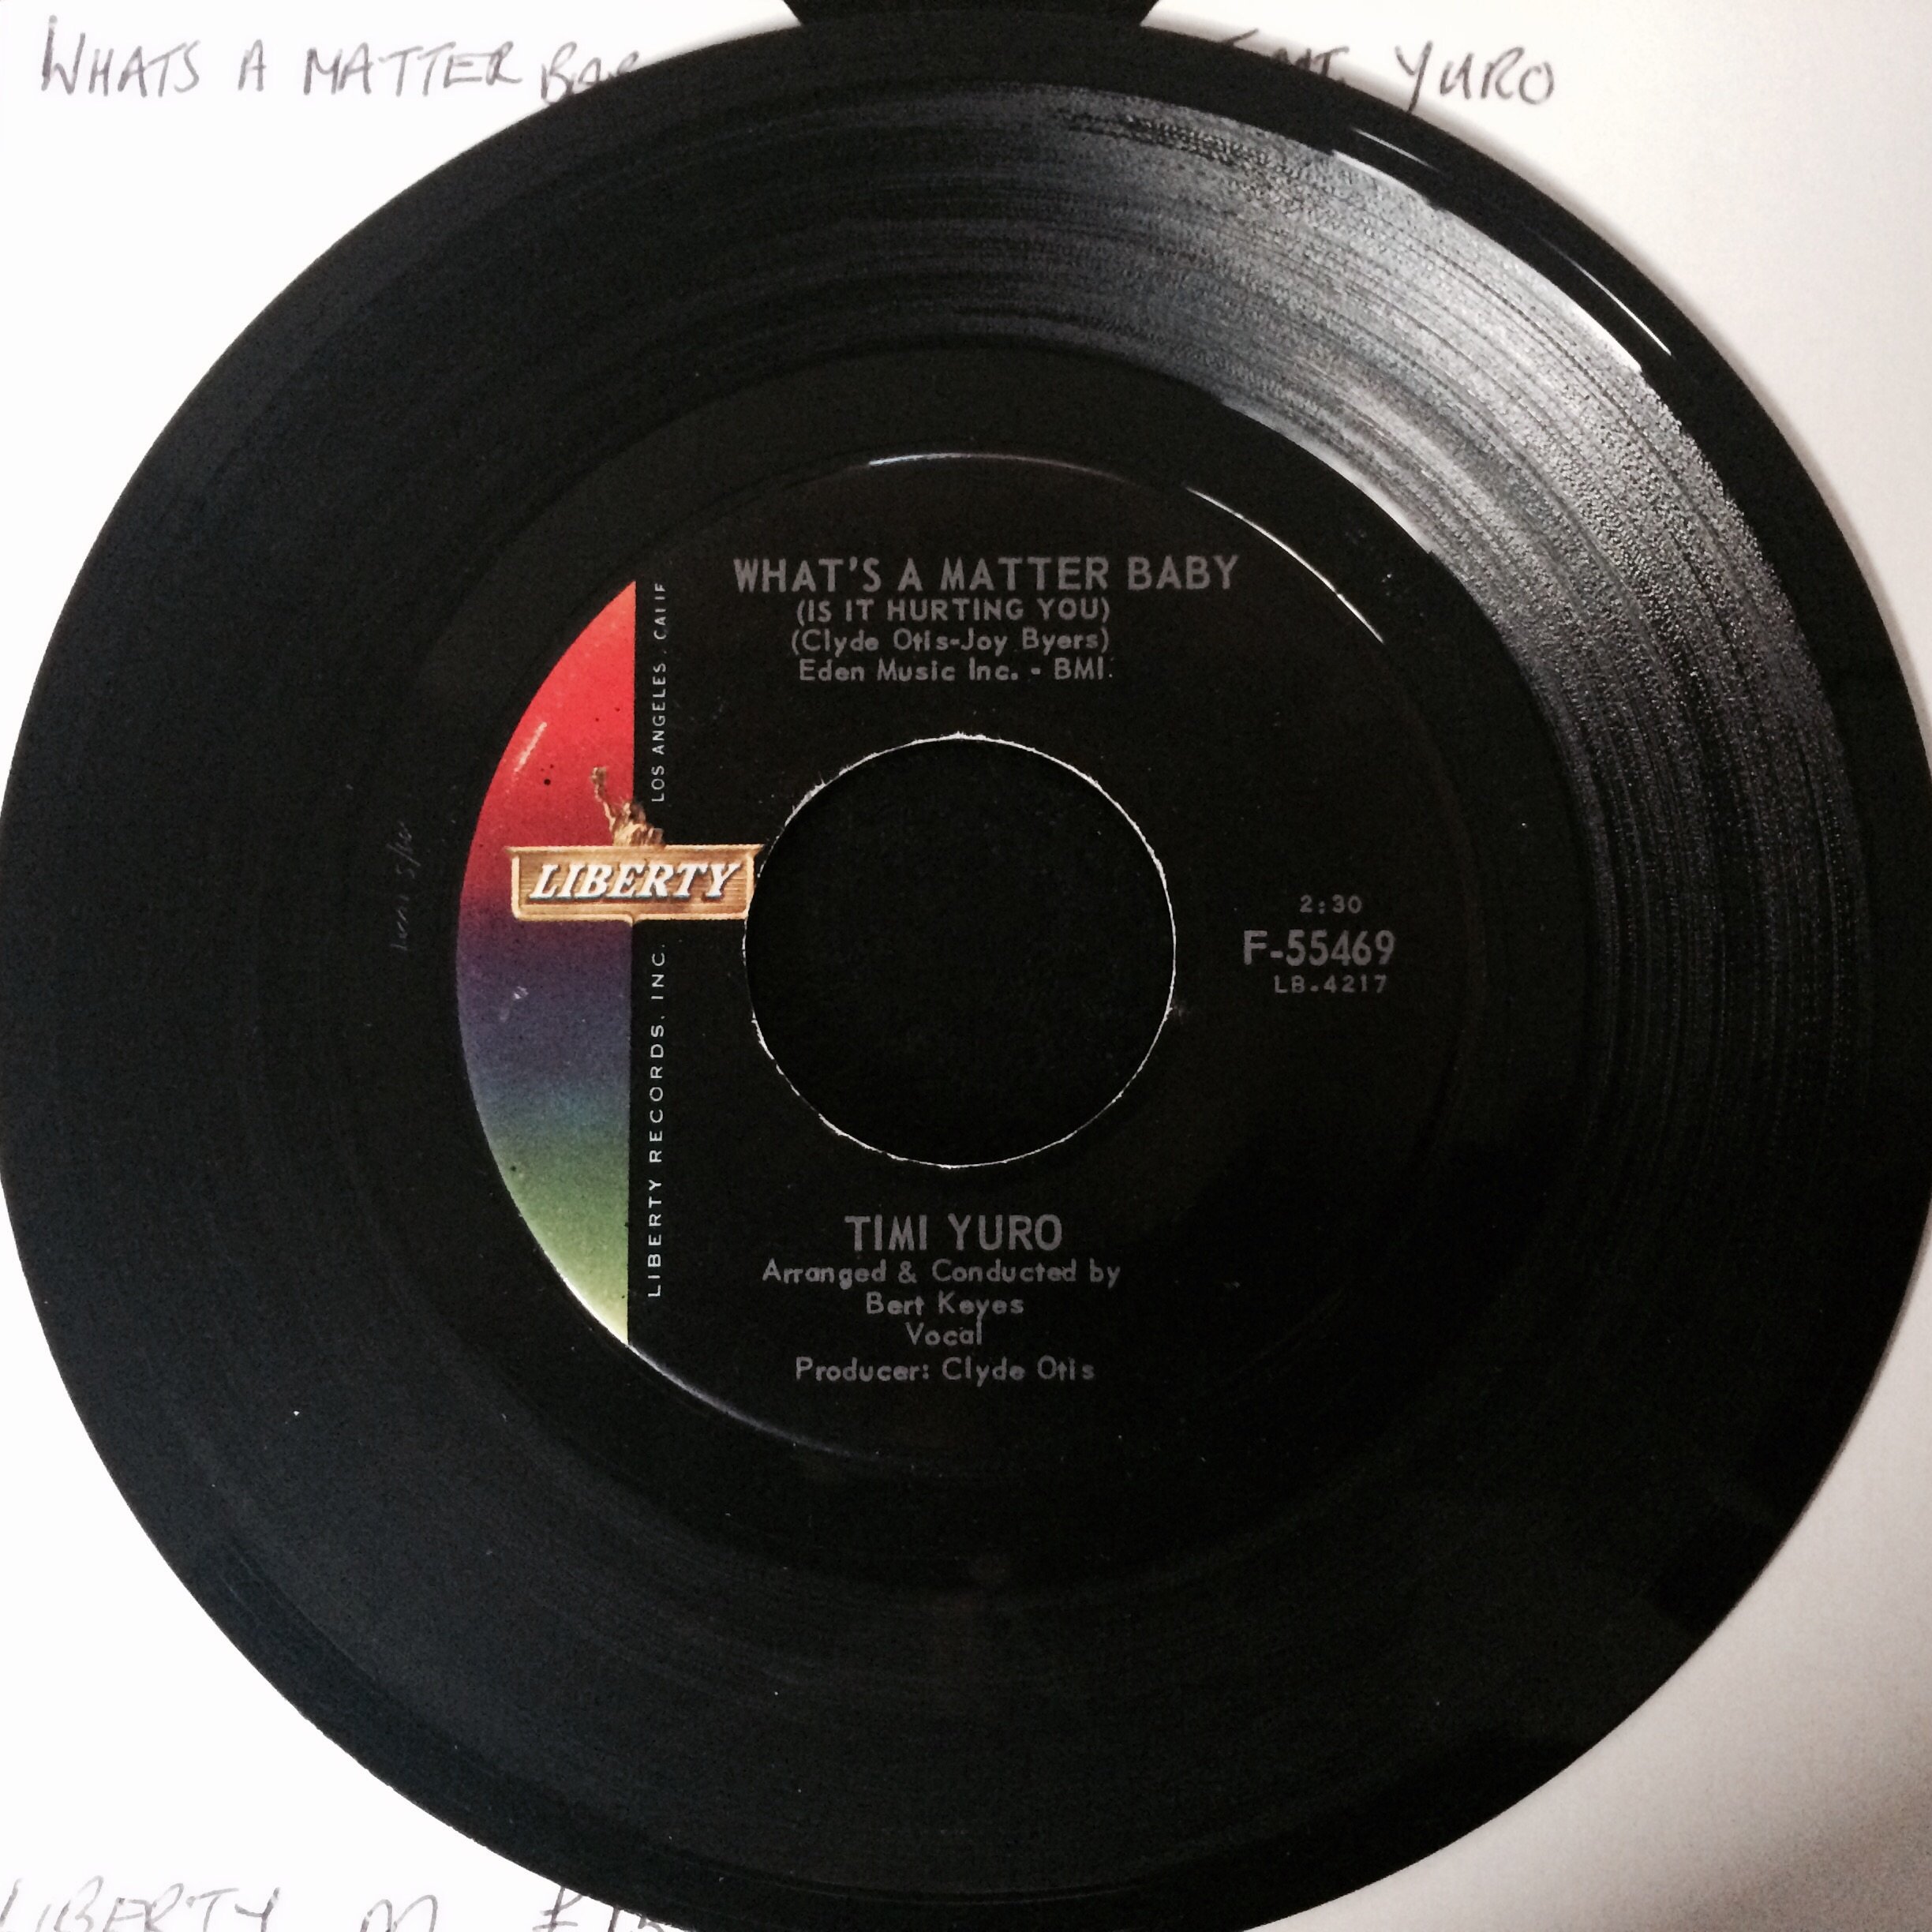 WHATS A MATTER YURO
WHAT'S A MATTER BABY
(IS IT HURTING YOU)
(Clyde Otis-Joy Byers)
Eden Music Inc. - BMI.
LOS ANGELES, CALIF
LIBERTY
LIBERTY RECORDS, INC.
2:30
F-55469
LB-4217
TIMI YURO
Arranged & Conducted by
Bert Keyes
Vocal
Producer: Clyde Otis
LIBERTY M